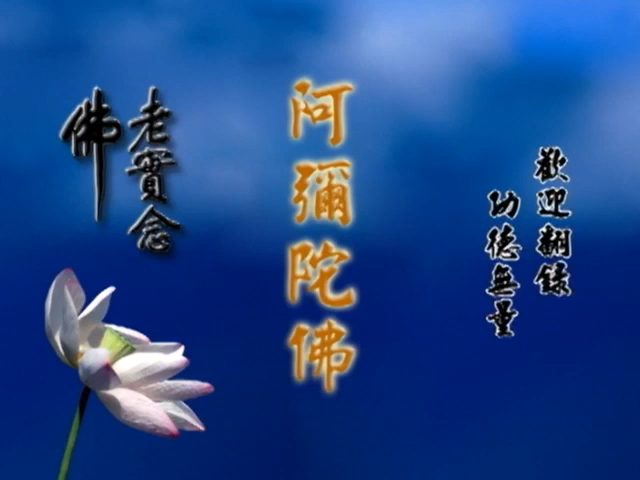 歡迎翻錄
功德無量
阿彌陀佛
老實念
佛